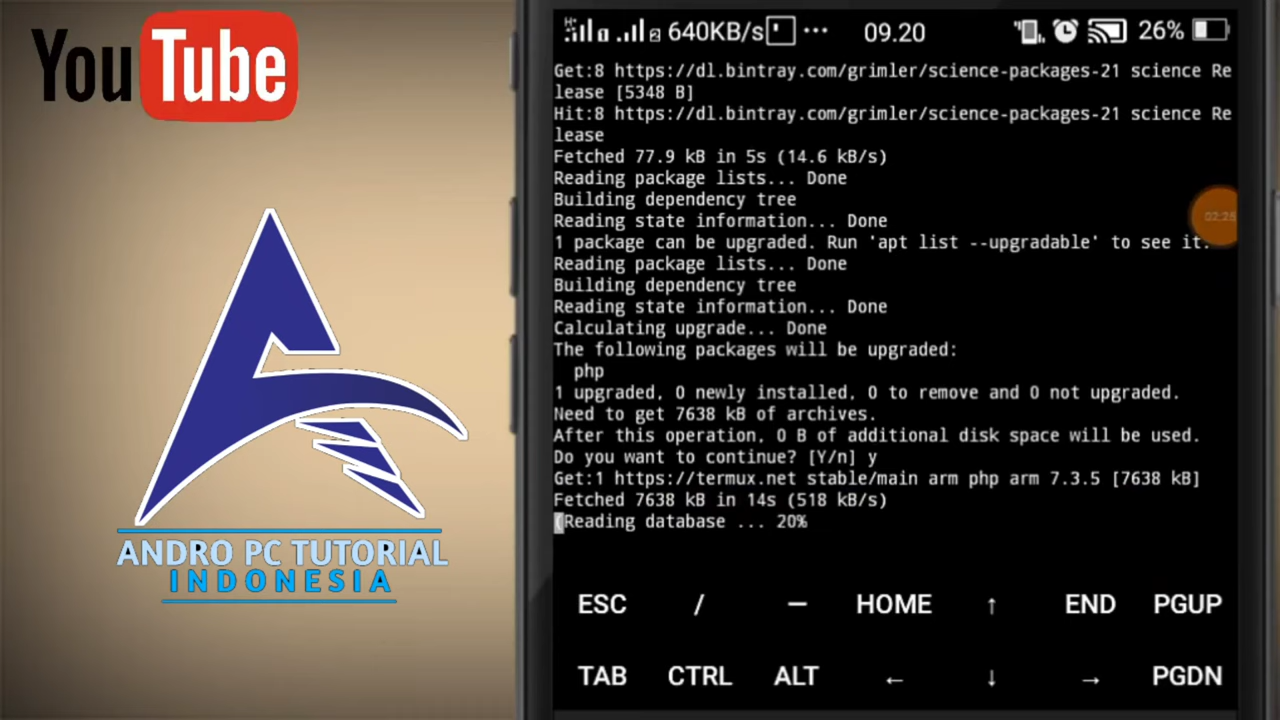 YouTube
ANDRO PC TUTORIAL
INDONESIA
640KB/s ... 09.20 26%
Get:8 https://dl.bintray.com/grimler/science-packages-21 science Re
lease [5348 B]
Hit:8 https://dl.bintray.com/grimler/science-packages-21 science Re
lease
Fetched 77.9 kB in 5s (14.6 kB/s)
Reading package lists... Done
Building dependency tree
Reading state information... Done
1 package can be upgraded. Run 'apt list --upgradable' to see it.
Reading package lists... Done
Building dependency tree
Reading state information... Done
Calculating upgrade... Done
The following packages will be upgraded:
php
1 upgraded, 0 newly installed, 0 to remove and 0 not upgraded.
Need to get 7638 kB of archives.
After this operation, 0 B of additional disk space will be used.
Do you want to continue? [Y/n] y
Get:1 https://termux.net stable/main arm php arm 7.3.5 [7638 kB]
Fetched 7638 kB in 14s (518 kB/s)
(Reading database ... 20%
02:28
ESC / — HOME ↑ END PGUP
TAB CTRL ALT ← ↓ → PGDN